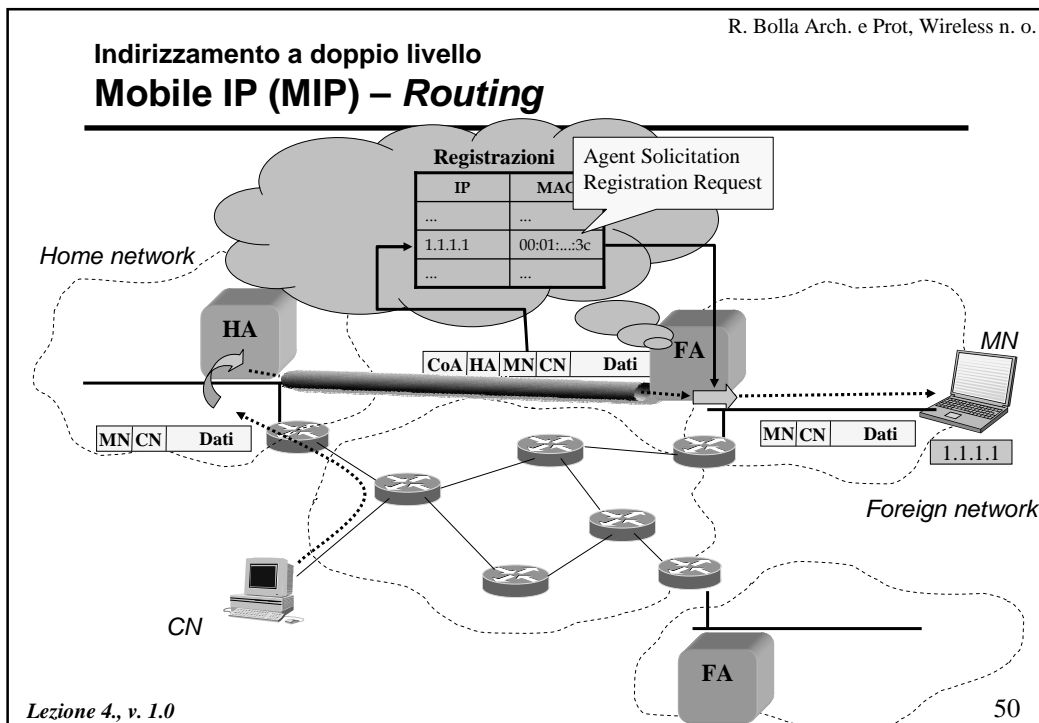 R. Bolla Arch. e Prot, Wireless n. o.
Indirizzamento a doppio livello
Mobile IP (MIP) – Routing
Registrazioni
IP MAC
... ...
1.1.1.1 00:01:...:3c
... ...
Agent Solicitation
Registration Request
Home network
HA
CoA HA MN CN Dati
FA
MN
MN CN Dati
MN CN Dati
1.1.1.1
Foreign network
CN
FA
Lezione 4., v. 1.0
50